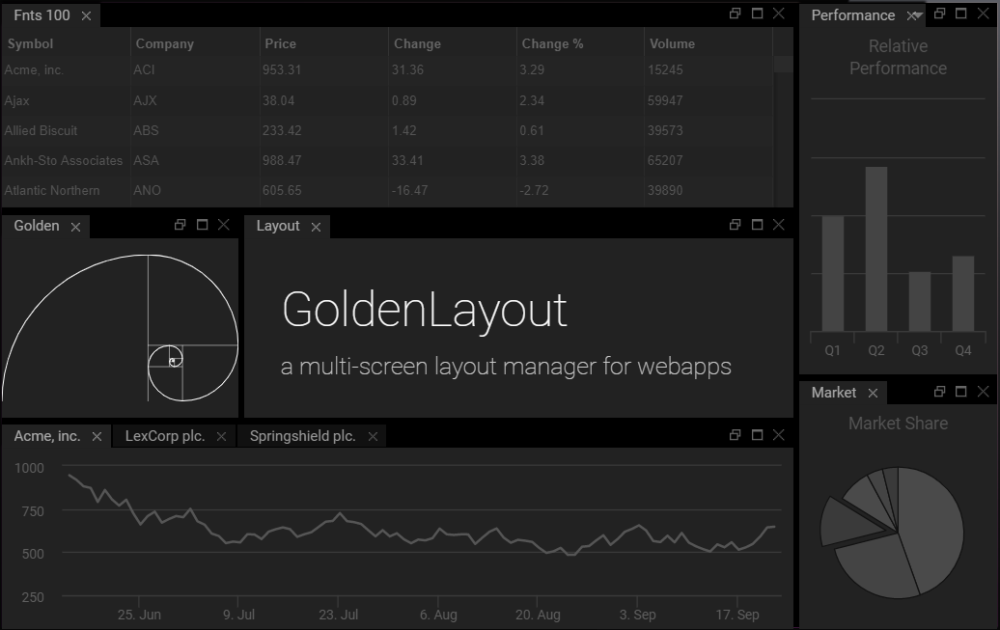 Fnts 100
Symbol Company Price Change Change % Volume
Acme, inc. ACI 953.31 31.36 3.29 15245
Ajax AJX 38.04 0.89 2.34 59947
Allied Biscuit ABS 233.42 1.42 0.61 39573
Ankh-Sto Associates ASA 988.47 33.41 3.38 65207
Atlantic Northern ANO 605.65 -16.47 -2.72 39890
Performance
Relative
Performance
Q1 Q2 Q3 Q4
Golden
Layout
GoldenLayout
a multi-screen layout manager for webapps
Market
Market Share
Acme, inc. LexCorp plc. Springshield plc.
1000
750
500
250
25. Jun 9. Jul 23. Jul 6. Aug 20. Aug 3. Sep 17. Sep